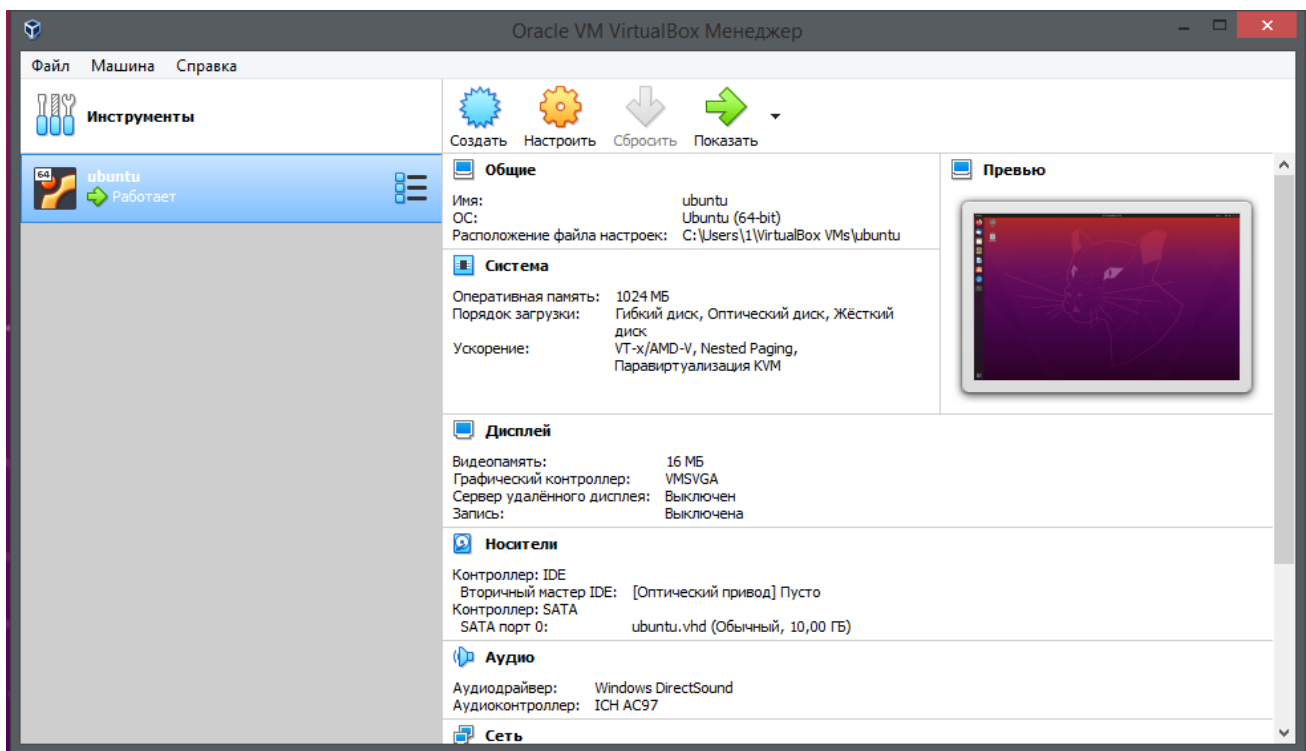 Oracle VM VirtualBox Менеджер
Файл Машина Справка
Инструменты
Создать Настроить Сбросить Показать
64
ubuntu
Работает
Общие
Имя: ubuntu
ОС: Ubuntu (64-bit)
Расположение файла настроек: C:\Users\1\VirtualBox VMs\ubuntu
Превью
Система
Оперативная память: 1024 МБ
Порядок загрузки: Гибкий диск, Оптический диск, Жёсткий
диск
Ускорение: VT-x/AMD-V, Nested Paging,
Паравиртуализация KVM
Дисплей
Видеопамять: 16 МБ
Графический контроллер: VMSVGA
Сервер удалённого дисплея: Выключен
Запись: Выключена
Носители
Контроллер: IDE
Вторичный мастер IDE: [Оптический привод] Пусто
Контроллер: SATA
SATA порт 0: ubuntu.vhd (Обычный, 10,00 ГБ)
Аудио
Аудиодрайвер: Windows DirectSound
Аудиоконтроллер: ICH AC97
Сеть